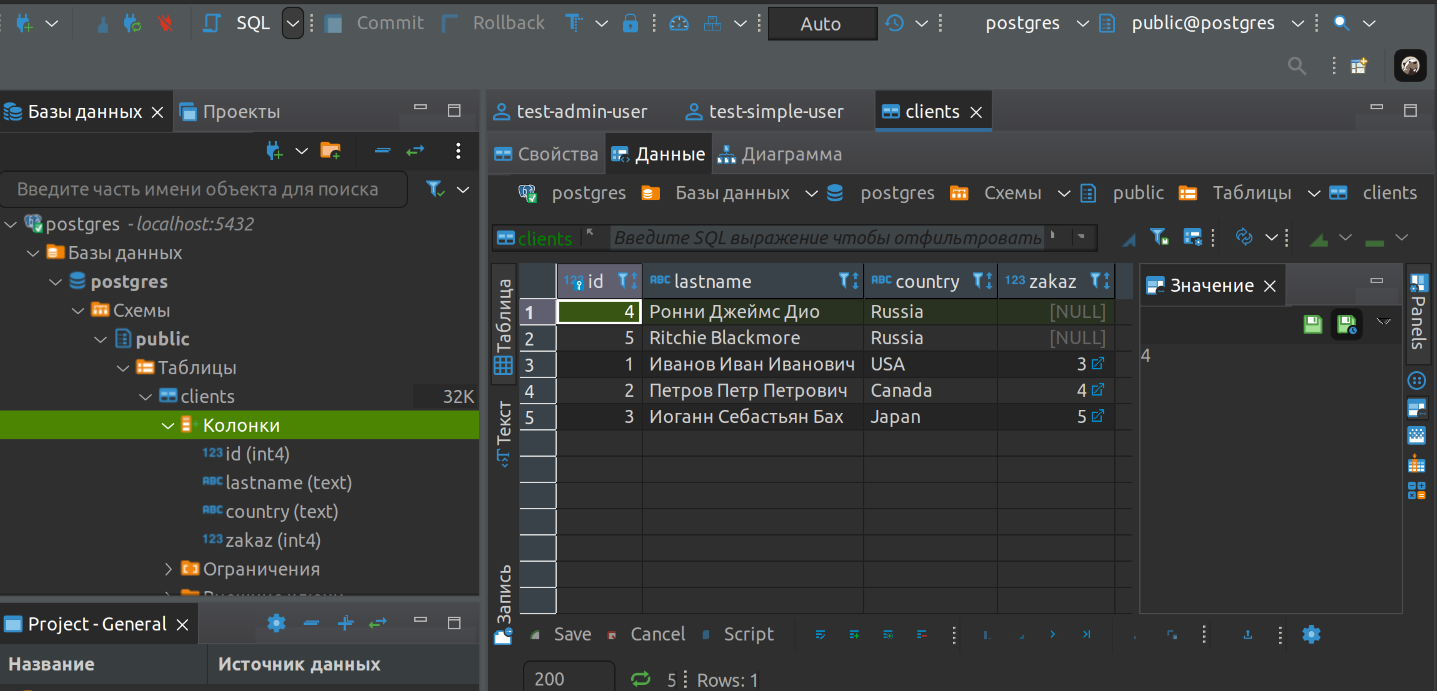 SQL Commit Rollback Auto postgres public@postgres
Базы данных Проекты
Введите часть имени объекта для поиска
postgres - localhost:5432
Базы данных
postgres
Схемы
public
Таблицы
clients 32K
Колонки
123 id (int4)
ABC lastname (text)
ABC country (text)
123 zakaz (int4)
Ограничения
Project - General
Название Источник данных
test-admin-user test-simple-user clients
Свойства Данные Диаграмма
postgres Базы данных postgres Схемы public Таблицы clients
clients Введите SQL выражение чтобы отфильтровать
Таблица
Текст
Запись
123 id ABC lastname ABC country 123 zakaz
1 4 Ронни Джеймс Дио Russia [NULL]
2 5 Ritchie Blackmore Russia [NULL]
3 1 Иванов Иван Иванович USA 3
4 2 Петров Петр Петрович Canada 4
5 3 Иоганн Себастьян Бах Japan 5
Значение
4
Panels
Save Cancel Script
200 5 Rows: 1